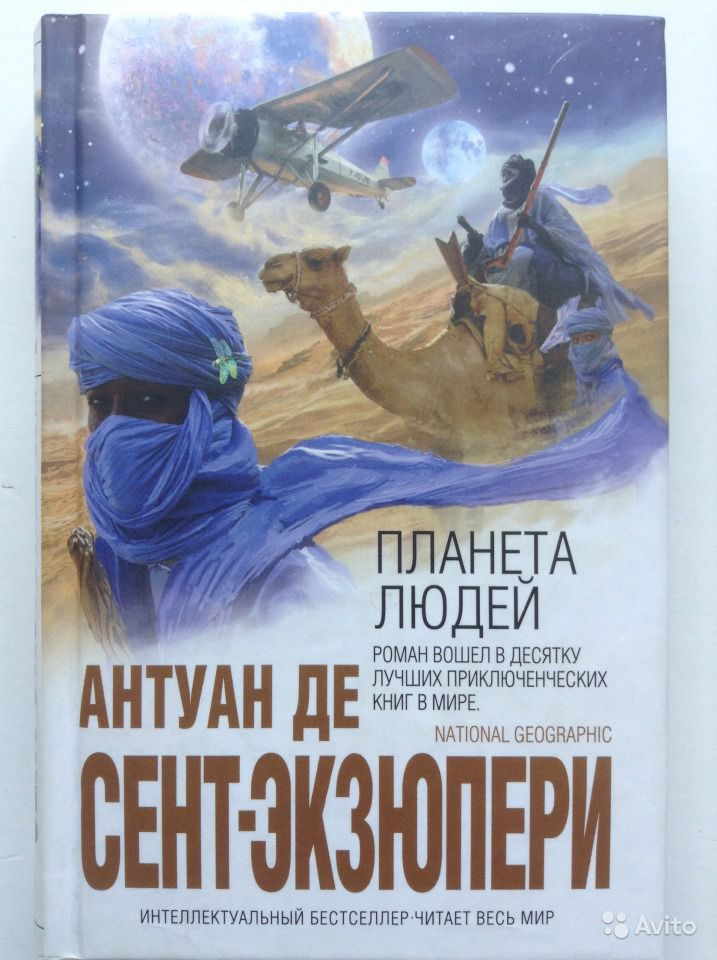 ПЛАНЕТА
ЛЮДЕЙ
РОМАН ВОШЕЛ В ДЕСЯТКУ
ЛУЧШИХ ПРИКЛЮЧЕНЧЕСКИХ
КНИГ В МИРЕ.
NATIONAL GEOGRAPHIC
АНТУАН ДЕ
СЕНТ-ЭКЗЮПЕРИ
ИНТЕЛЛЕКТУАЛЬНЫЙ БЕСТСЕЛЛЕР·ЧИТАЕТ ВЕСЬ МИР
Avito